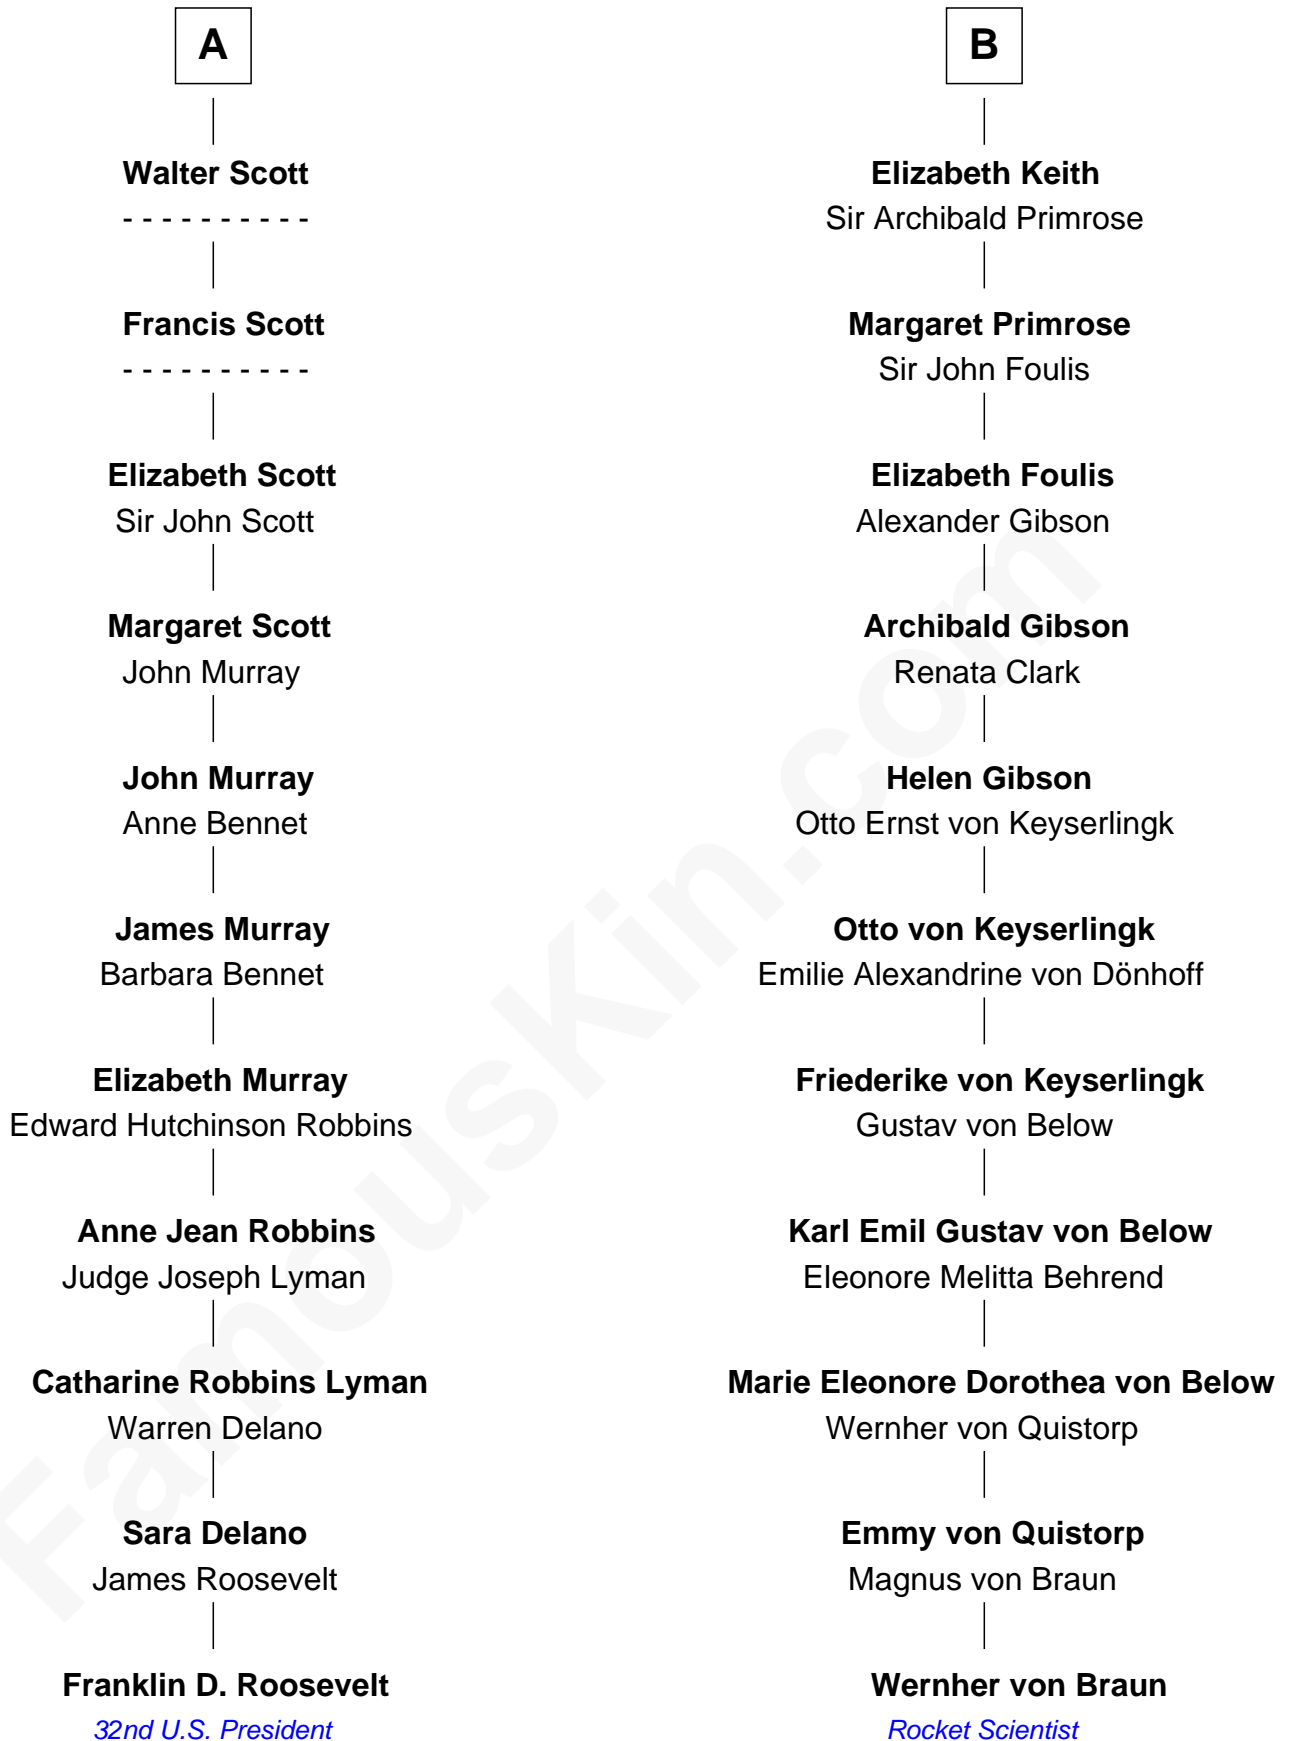 A
Walter Scott
- - - - - - - - - -
Francis Scott
- - - - - - - - - -
Elizabeth Scott
Sir John Scott
Margaret Scott
John Murray
John Murray
Anne Bennet
James Murray
Barbara Bennet
Elizabeth Murray
Edward Hutchinson Robbins
Anne Jean Robbins
Judge Joseph Lyman
Catharine Robbins Lyman
Warren Delano
Sara Delano
James Roosevelt
Franklin D. Roosevelt
32nd U.S. President
B
Elizabeth Keith
Sir Archibald Primrose
Margaret Primrose
Sir John Foulis
Elizabeth Foulis
Alexander Gibson
Archibald Gibson
Renata Clark
Helen Gibson
Otto Ernst von Keyserlingk
Otto von Keyserlingk
Emilie Alexandrine von Dönhoff
Friederike von Keyserlingk
Gustav von Below
Karl Emil Gustav von Below
Eleonore Melitta Behrend
Marie Eleonore Dorothea von Below
Wernher von Quistorp
Emmy von Quistorp
Magnus von Braun
Wernher von Braun
Rocket Scientist
FamousKin.com